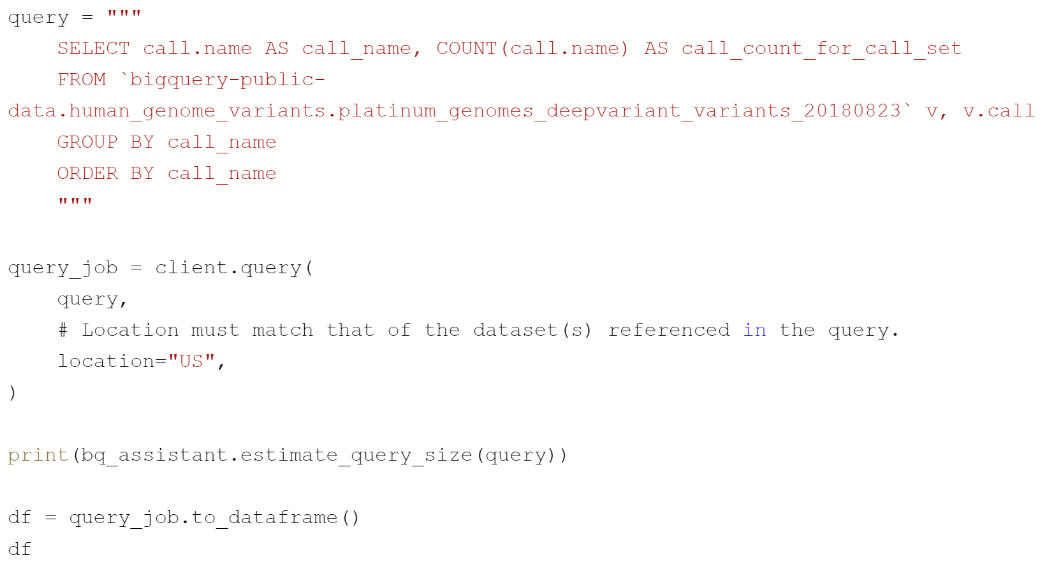 query = """
    SELECT call.name AS call_name, COUNT(call.name) AS call_count_for_call_set
    FROM `bigquery-public-
data.human_genome_variants.platinum_genomes_deepvariant_variants_20180823` v, v.call
    GROUP BY call_name
    ORDER BY call_name
    """

query_job = client.query(
    query,
    # Location must match that of the dataset(s) referenced in the query.
    location="US",
)

print(bq_assistant.estimate_query_size(query))

df = query_job.to_dataframe()
df